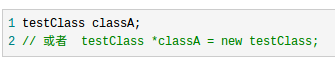 1 testClass classA;
2 // 或者  testClass *classA = new testClass;